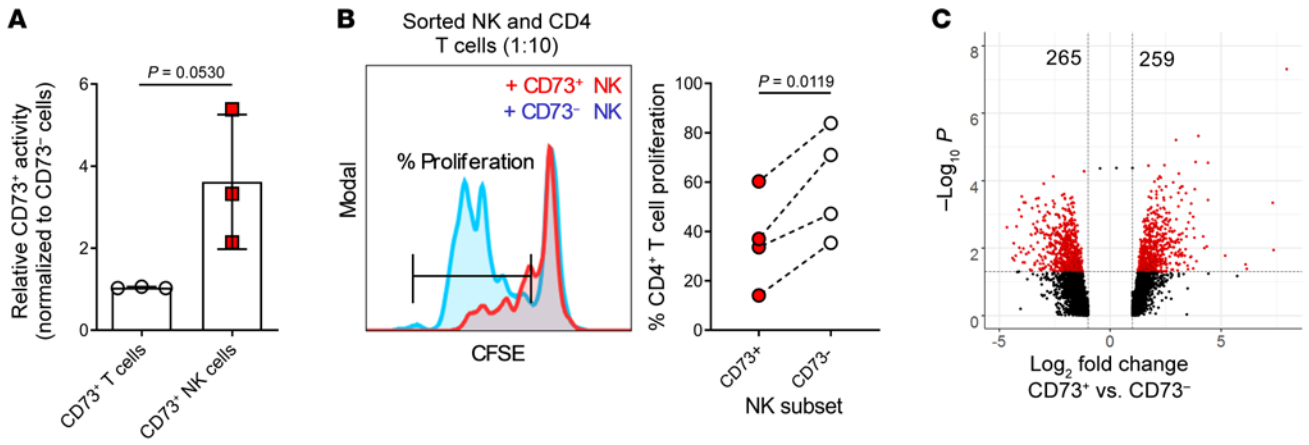 A
Relative CD73⁺ activity
(normalized to CD73⁻ cells)
6
4
2
0
P = 0.0530
CD73⁺ T cells
CD73⁺ NK cells
B
Sorted NK and CD4
T cells (1:10)
+ CD73⁺ NK
+ CD73⁻ NK
% Proliferation
Modal
CFSE
% CD4⁺ T cell proliferation
100
80
60
40
20
0
P = 0.0119
CD73+
CD73-
NK subset
C
–Log₁₀ P
8
6
4
2
0
265
259
-5
0
5
Log₂ fold change
CD73⁺ vs. CD73⁻